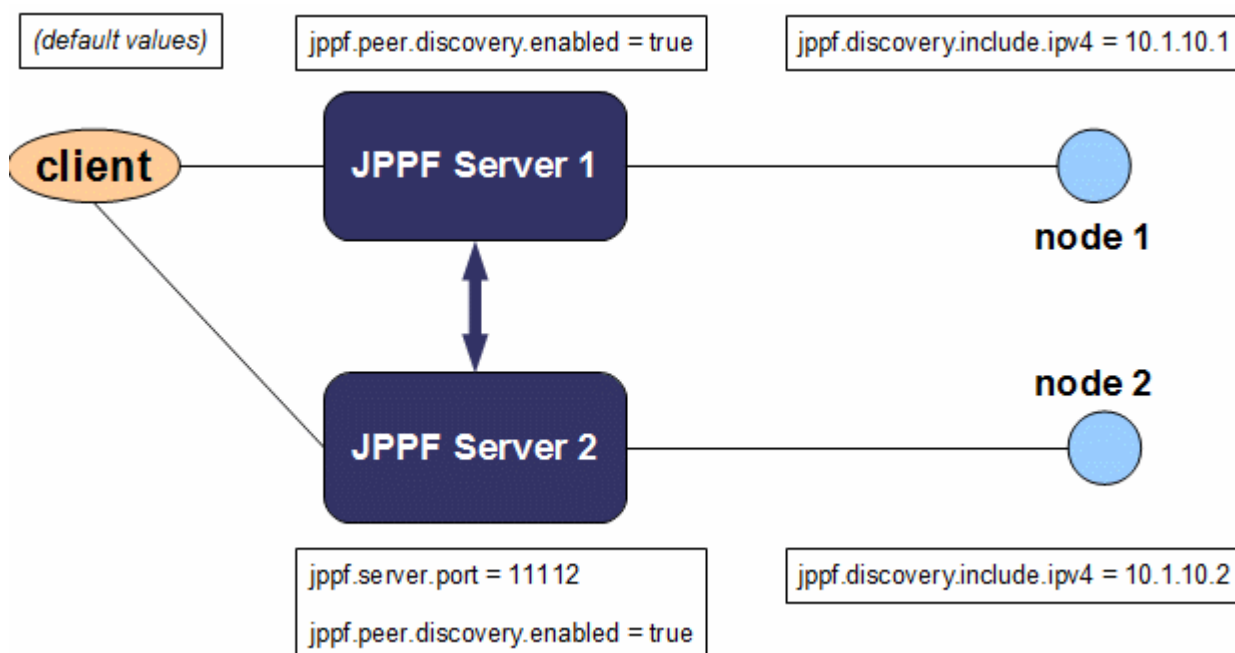 (default values)
jppf.peer.discovery.enabled = true
jppf.discovery.include.ipv4 = 10.1.10.1
client
JPPF Server 1
node 1
node 2
JPPF Server 2
jppf.server.port = 11112
jppf.peer.discovery.enabled = true
jppf.discovery.include.ipv4 = 10.1.10.2